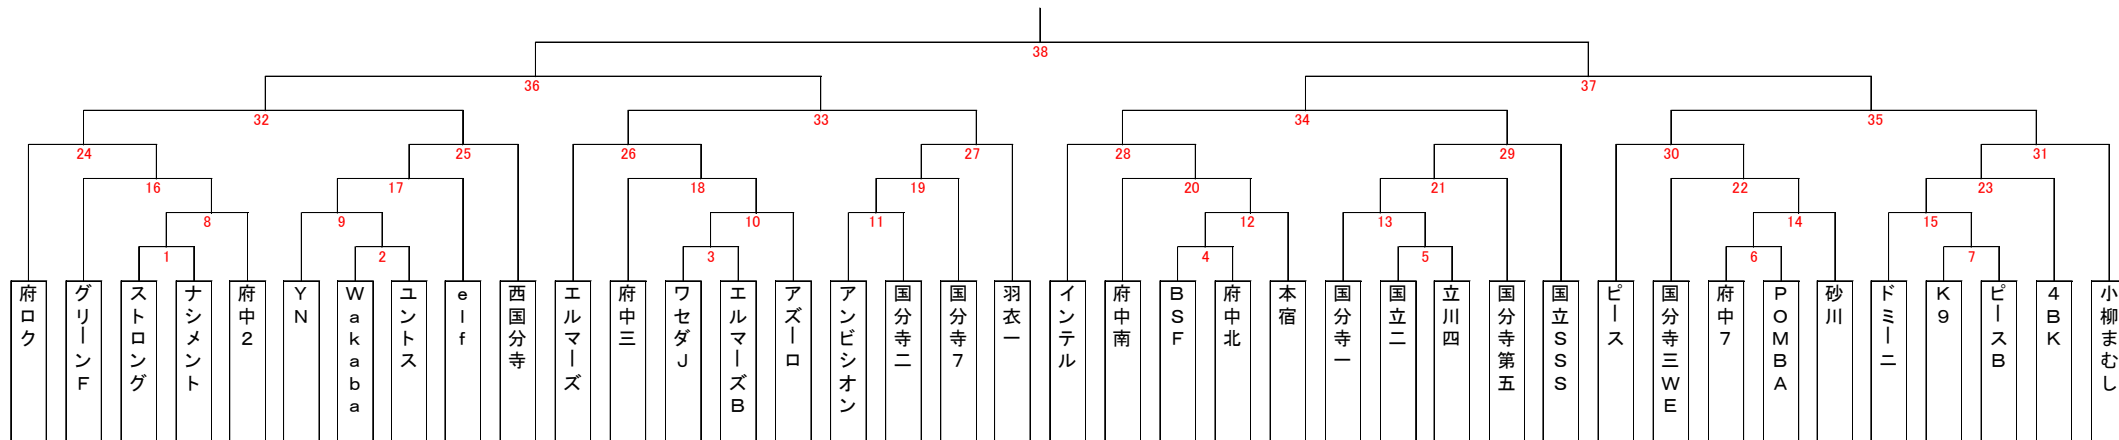 38
36
37
32
33
34
35
24
25
26
27
28
29
30
31
16
17
18
19
20
21
22
23
8
9
10
11
12
13
14
15
1
2
3
4
5
6
7
府ロク
グリーンF
ストロング
ナシメント
府中2
YN
Wakaba
ユントス
elf
西国分寺
エルマーズ
府中三
ワセダJ
エルマーズB
アズーロ
アンビシオン
国分寺二
国分寺7
羽衣一
インテル
府中南
BSF
府中北
本宿
国分寺一
国立二
立川四
国分寺第五
国立SSS
ピース
国分寺三WE
府中7
POMBA
砂川
ドミーニ
K9
ピースB
4BK
小柳まむし